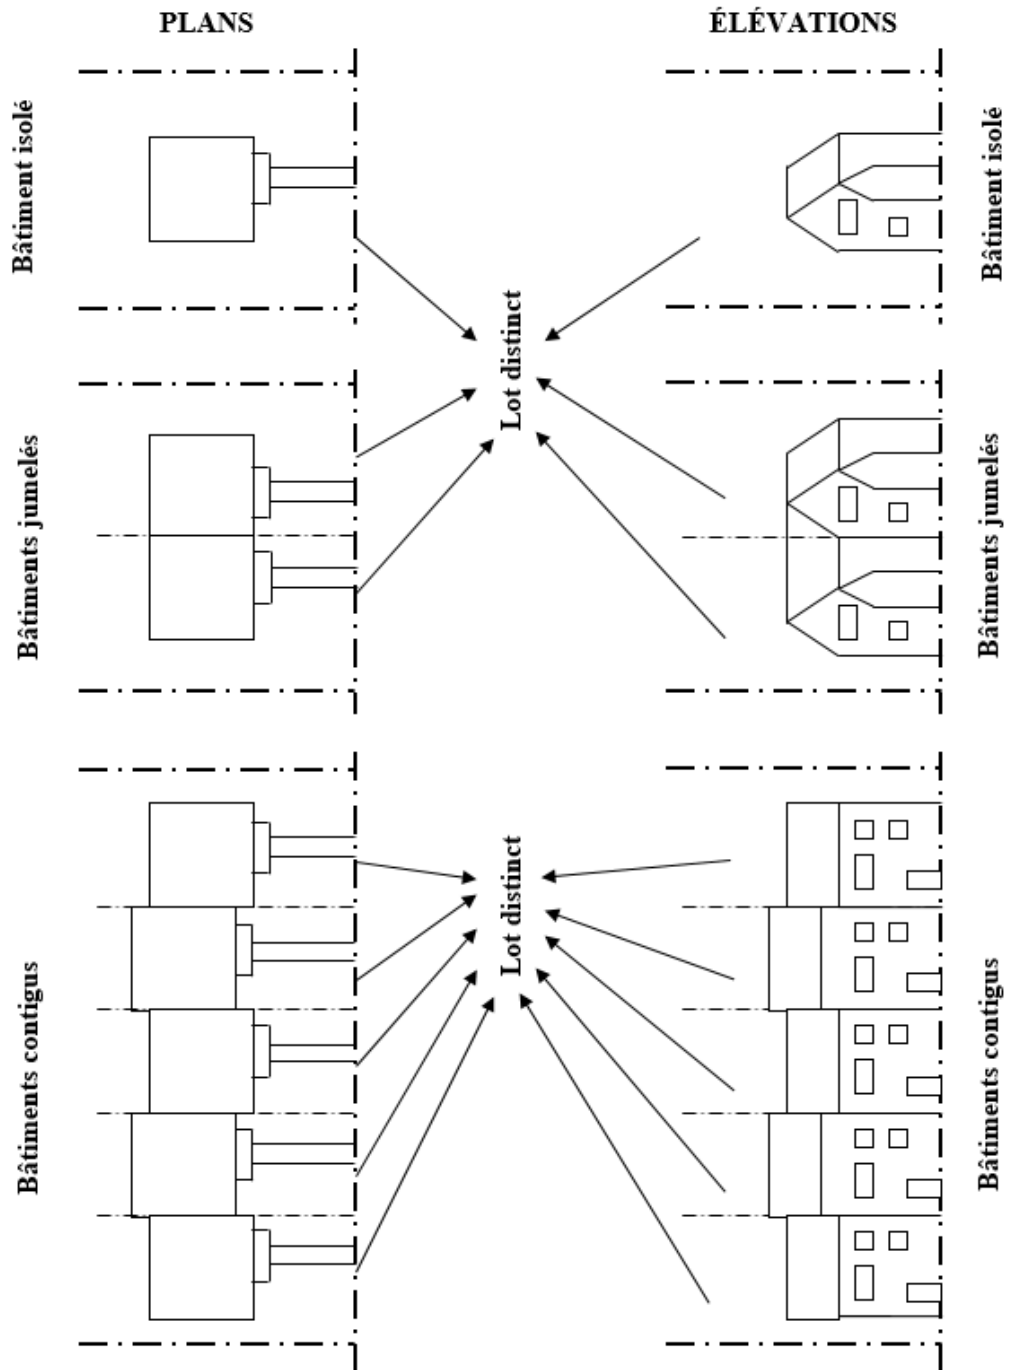 PLANS
ÉLÉVATIONS
Bâtiment isolé
Bâtiment isolé
Lot distinct
Bâtiments jumelés
Bâtiments jumelés
Lot distinct
Bâtiments contigus
Bâtiments contigus